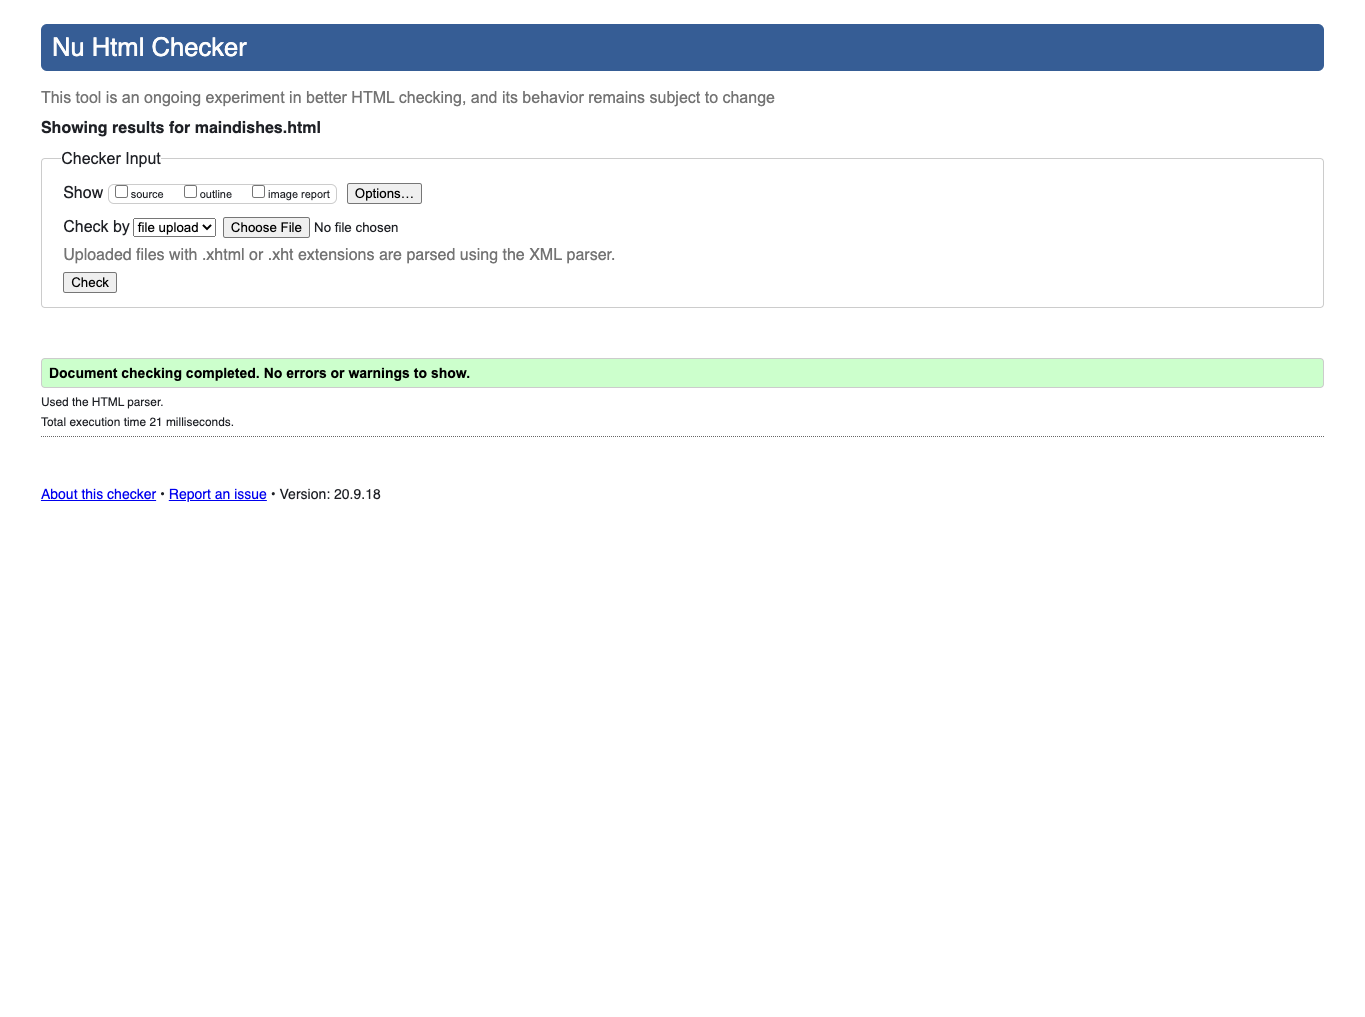 Nu Html Checker
This tool is an ongoing experiment in better HTML checking, and its behavior remains subject to change
Showing results for maindishes.html
Checker Input
Show source outline image report Options…
Check by file upload Choose File No file chosen
Uploaded files with .xhtml or .xht extensions are parsed using the XML parser.
Check
Document checking completed. No errors or warnings to show.
Used the HTML parser.
Total execution time 21 milliseconds.
About this checker • Report an issue • Version: 20.9.18